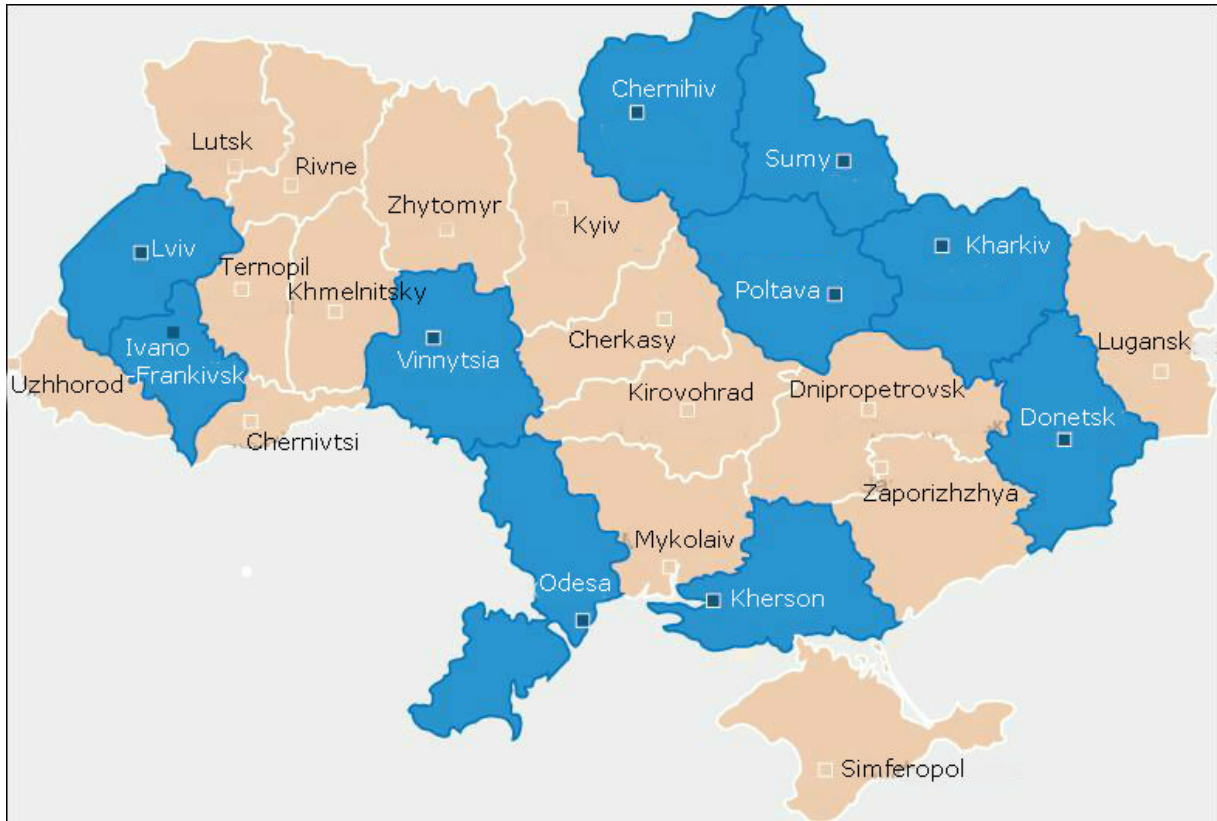 Chernihiv
Lutsk
Sumy
Rivne
Zhytomyr
Kyiv
Lviv
Kharkiv
Ternopil
Khmelnitsky
Poltava
Cherkasy
Ivano
-Frankivsk
Vinnytsia
Lugansk
Uzhhorod
Kirovohrad
Dnipropetrovsk
Donetsk
Chernivtsi
Zaporizhzhya
Mykolaiv
Odesa
Kherson
Simferopol